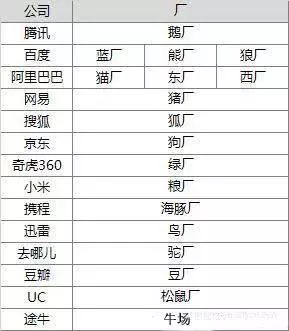 公司 厂
腾讯 鹅厂
百度 蓝厂 熊厂 狼厂
阿里巴巴 猫厂 东厂 西厂
网易 猪厂
搜狐 狐厂
京东 狗厂
奇虎360 绿厂
小米 粮厂
携程 海豚厂
迅雷 鸟厂
去哪儿 驼厂
豆瓣 豆厂
UC 松鼠厂
途牛 牛场